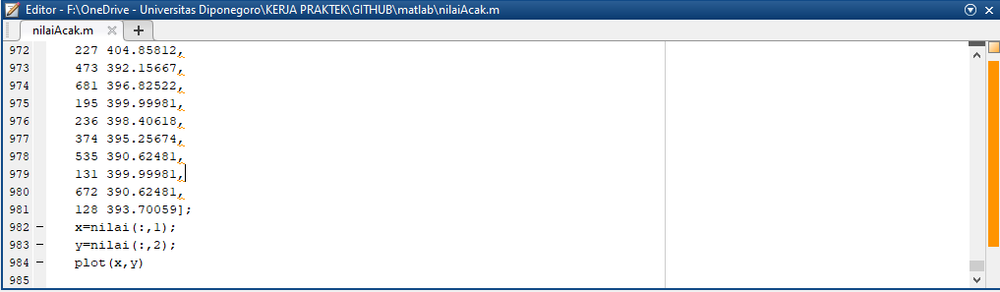 Editor - F:\OneDrive - Universitas Diponegoro\KERJA PRAKTEK\GITHUB\matlab\nilaiAcak.m
nilaiAcak.m
972 227 404.85812,
973 473 392.15667,
974 681 396.82522,
975 195 399.99981,
976 236 398.40618,
977 374 395.25674,
978 535 390.62481,
979 131 399.99981,
980 672 390.62481,
981 128 393.70059];
982 – x=nilai(:,1);
983 – y=nilai(:,2);
984 – plot(x,y)
985